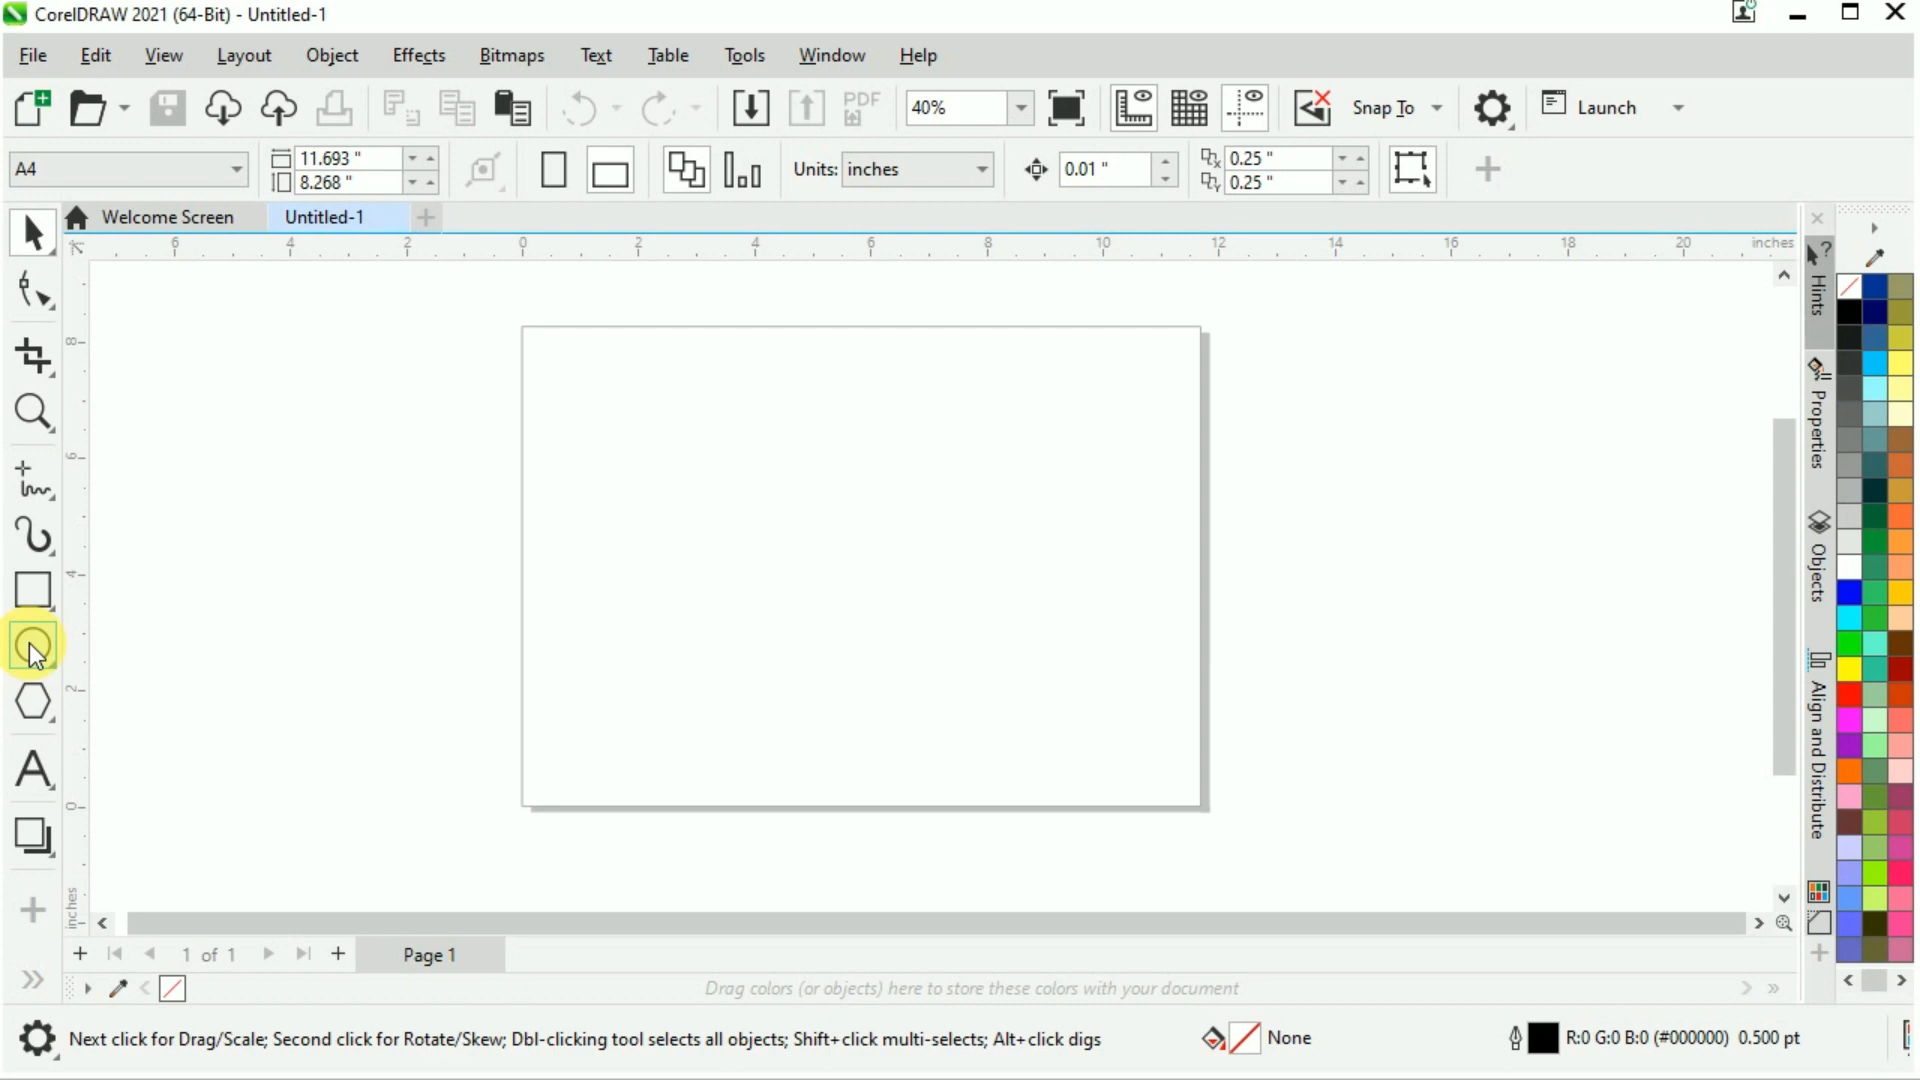 CorelDRAW 2021 (64-Bit) - Untitled-1
File Edit View Layout Object Effects Bitmaps Text Table Tools Window Help
PDF 40% Snap To Launch
A4 11.693 " 8.268 " Units: inches 0.01 " 0.25 " 0.25 "
Welcome Screen Untitled-1
6 4 2 0 2 4 6 8 10 12 14 16 18 20 inches
8
6
4
2
0
inches
Hints
Properties
Objects
Align and Distribute
1 of 1 Page 1
Drag colors (or objects) here to store these colors with your document
Next click for Drag/Scale; Second click for Rotate/Skew; Dbl-clicking tool selects all objects; Shift+click multi-selects; Alt+click digs None R:0 G:0 B:0 (#000000) 0.500 pt